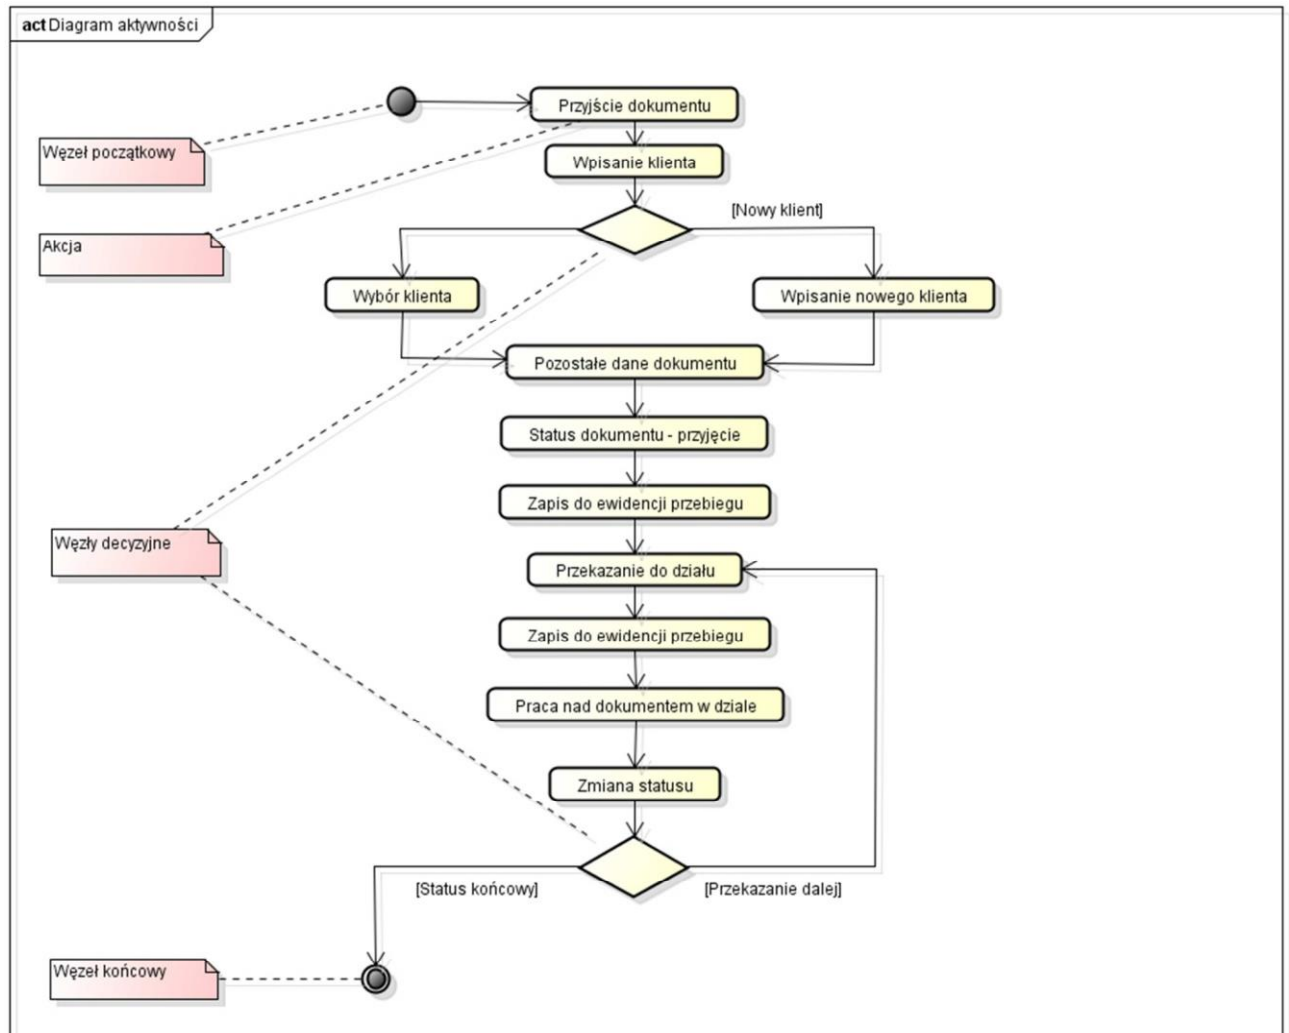 act Diagram aktywności
Przyjście dokumentu
Węzeł początkowy
Wpisanie klienta
[Nowy klient]
Akcja
Wybór klienta
Wpisanie nowego klienta
Pozostałe dane dokumentu
Status dokumentu - przyjęcie
Zapis do ewidencji przebiegu
Węzły decyzyjne
Przekazanie do działu
Zapis do ewidencji przebiegu
Praca nad dokumentem w dziale
Zmiana statusu
[Status końcowy]
[Przekazanie dalej]
Węzeł końcowy